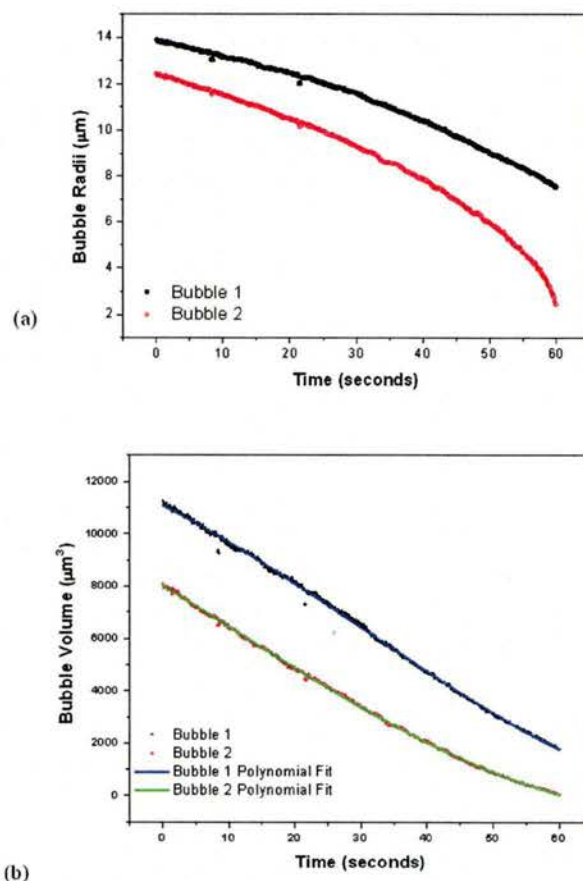 14
12
10
8
6
4
2
Bubble Radii (μm)
Bubble 1
Bubble 2
(a)
0 10 20 30 40 50 60
Time (seconds)
12000
10000
8000
6000
4000
2000
0
Bubble Volume (μm³)
Bubble 1
Bubble 2
Bubble 1 Polynomial Fit
Bubble 2 Polynomial Fit
0 10 20 30 40 50 60
Time (seconds)
(b)